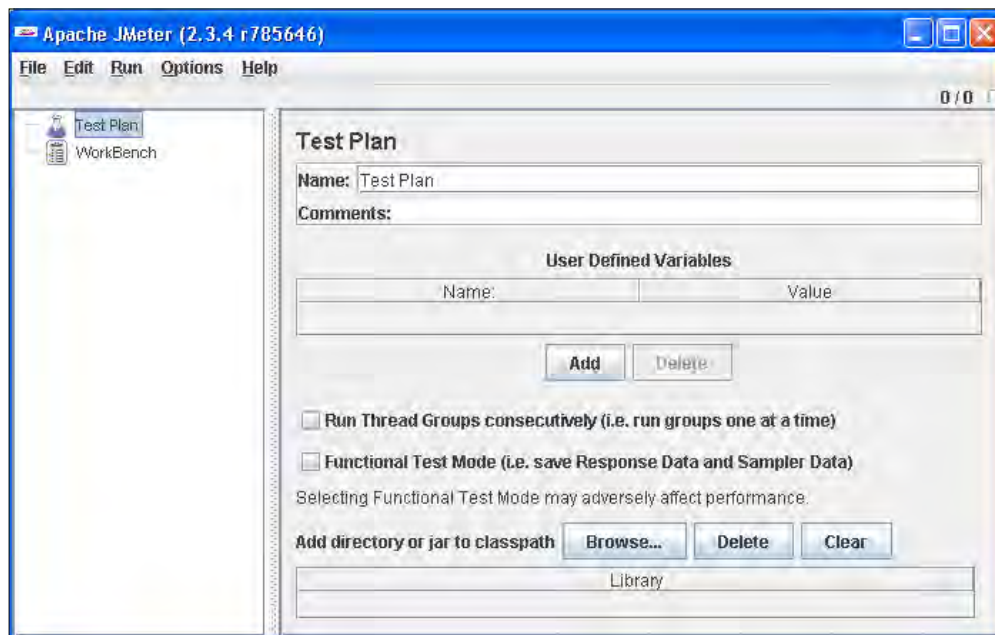 Apache JMeter (2.3.4 r785646)
File Edit Run Options Help
0 / 0
Test Plan
WorkBench
Test Plan
Name: Test Plan
Comments:
User Defined Variables
Name: Value
Add Delete
Run Thread Groups consecutively (i.e. run groups one at a time)
Functional Test Mode (i.e. save Response Data and Sampler Data)
Selecting Functional Test Mode may adversely affect performance.
Add directory or jar to classpath Browse... Delete Clear
Library